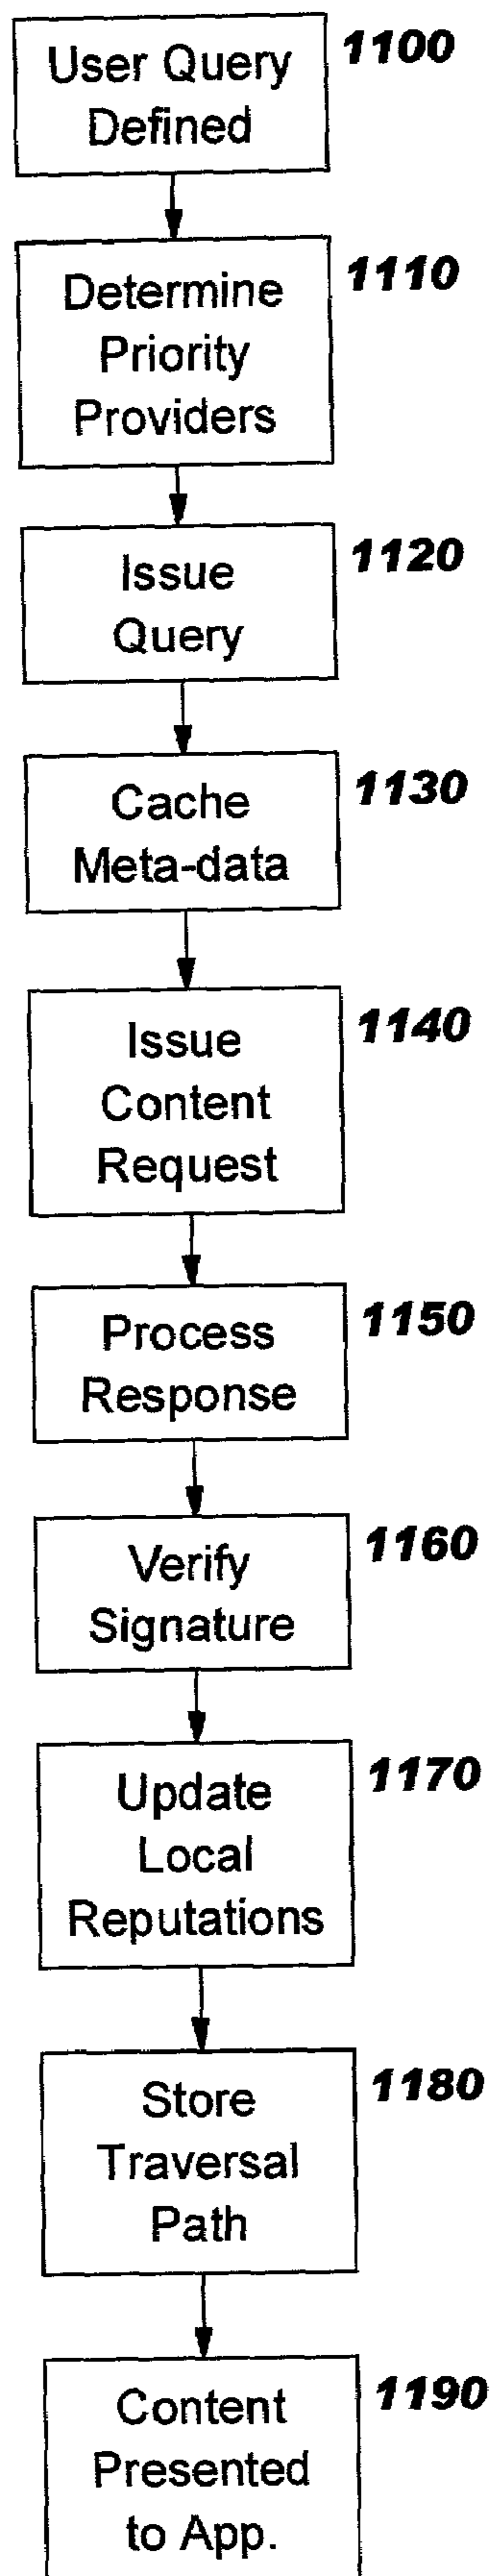 User Query 1100
Defined
Determine 1110
Priority
Providers
Issue 1120
Query
Cache 1130
Meta-data
Issue 1140
Content
Request
Process 1150
Response
Verify 1160
Signature
Update 1170
Local
Reputations
Store 1180
Traversal
Path
Content 1190
Presented
to App.